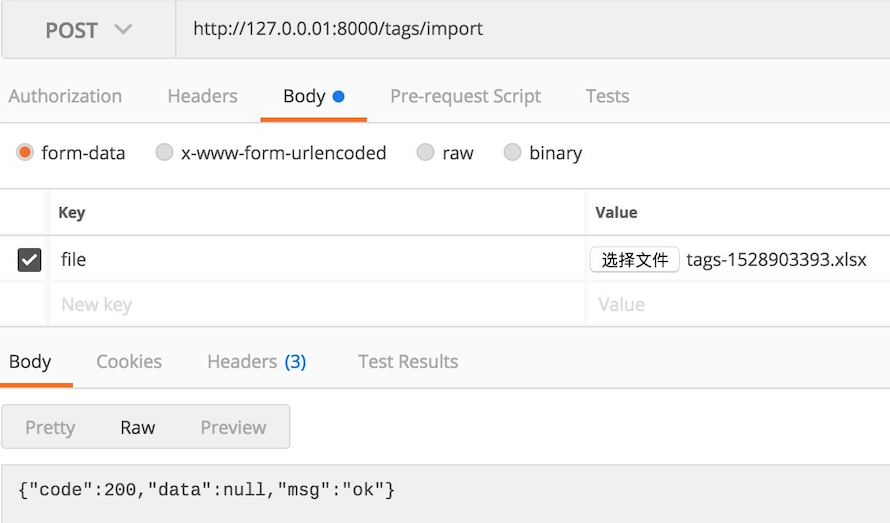 POST http://127.0.0.01:8000/tags/import
Authorization Headers Body Pre-request Script Tests
form-data x-www-form-urlencoded raw binary
Key Value
file 选择文件 tags-1528903393.xlsx
New key Value
Body Cookies Headers (3) Test Results
Pretty Raw Preview
{"code":200,"data":null,"msg":"ok"}